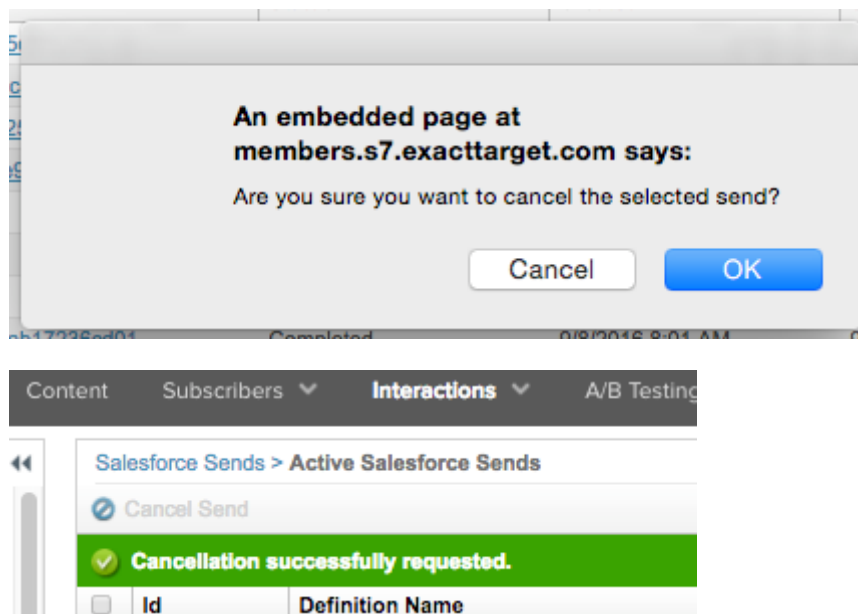 An embedded page at
members.s7.exacttarget.com says:
Are you sure you want to cancel the selected send?
Cancel OK
Completed 9/8/2016 8:01 AM
Content Subscribers Interactions A/B Testing
Salesforce Sends > Active Salesforce Sends
Cancel Send
Cancellation successfully requested.
Id Definition Name